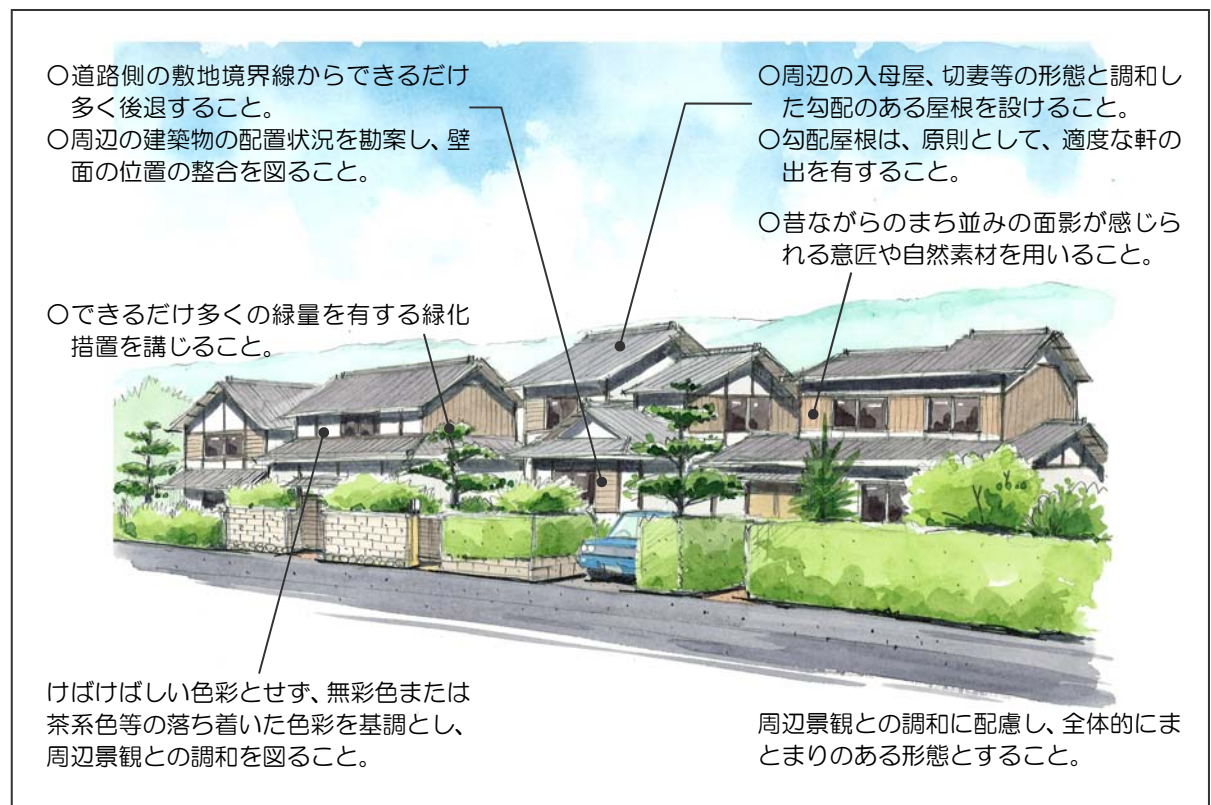 〇道路側の敷地境界線からできるだけ
多く後退すること。
〇周辺の建築物の配置状況を勘案し、壁
面の位置の整合を図ること。
〇できるだけ多くの緑量を有する緑化
措置を講じること。
〇周辺の入母屋、切妻等の形態と調和し
た勾配のある屋根を設けること。
〇勾配屋根は、原則として、適度な軒の
出を有すること。
〇昔ながらのまち並みの面影が感じら
れる意匠や自然素材を用いること。
けばけばしい色彩とせず、無彩色または
茶系色等の落ち着いた色彩を基調とし、
周辺景観との調和を図ること。
周辺景観との調和に配慮し、全体的にま
とまりのある形態とすること。